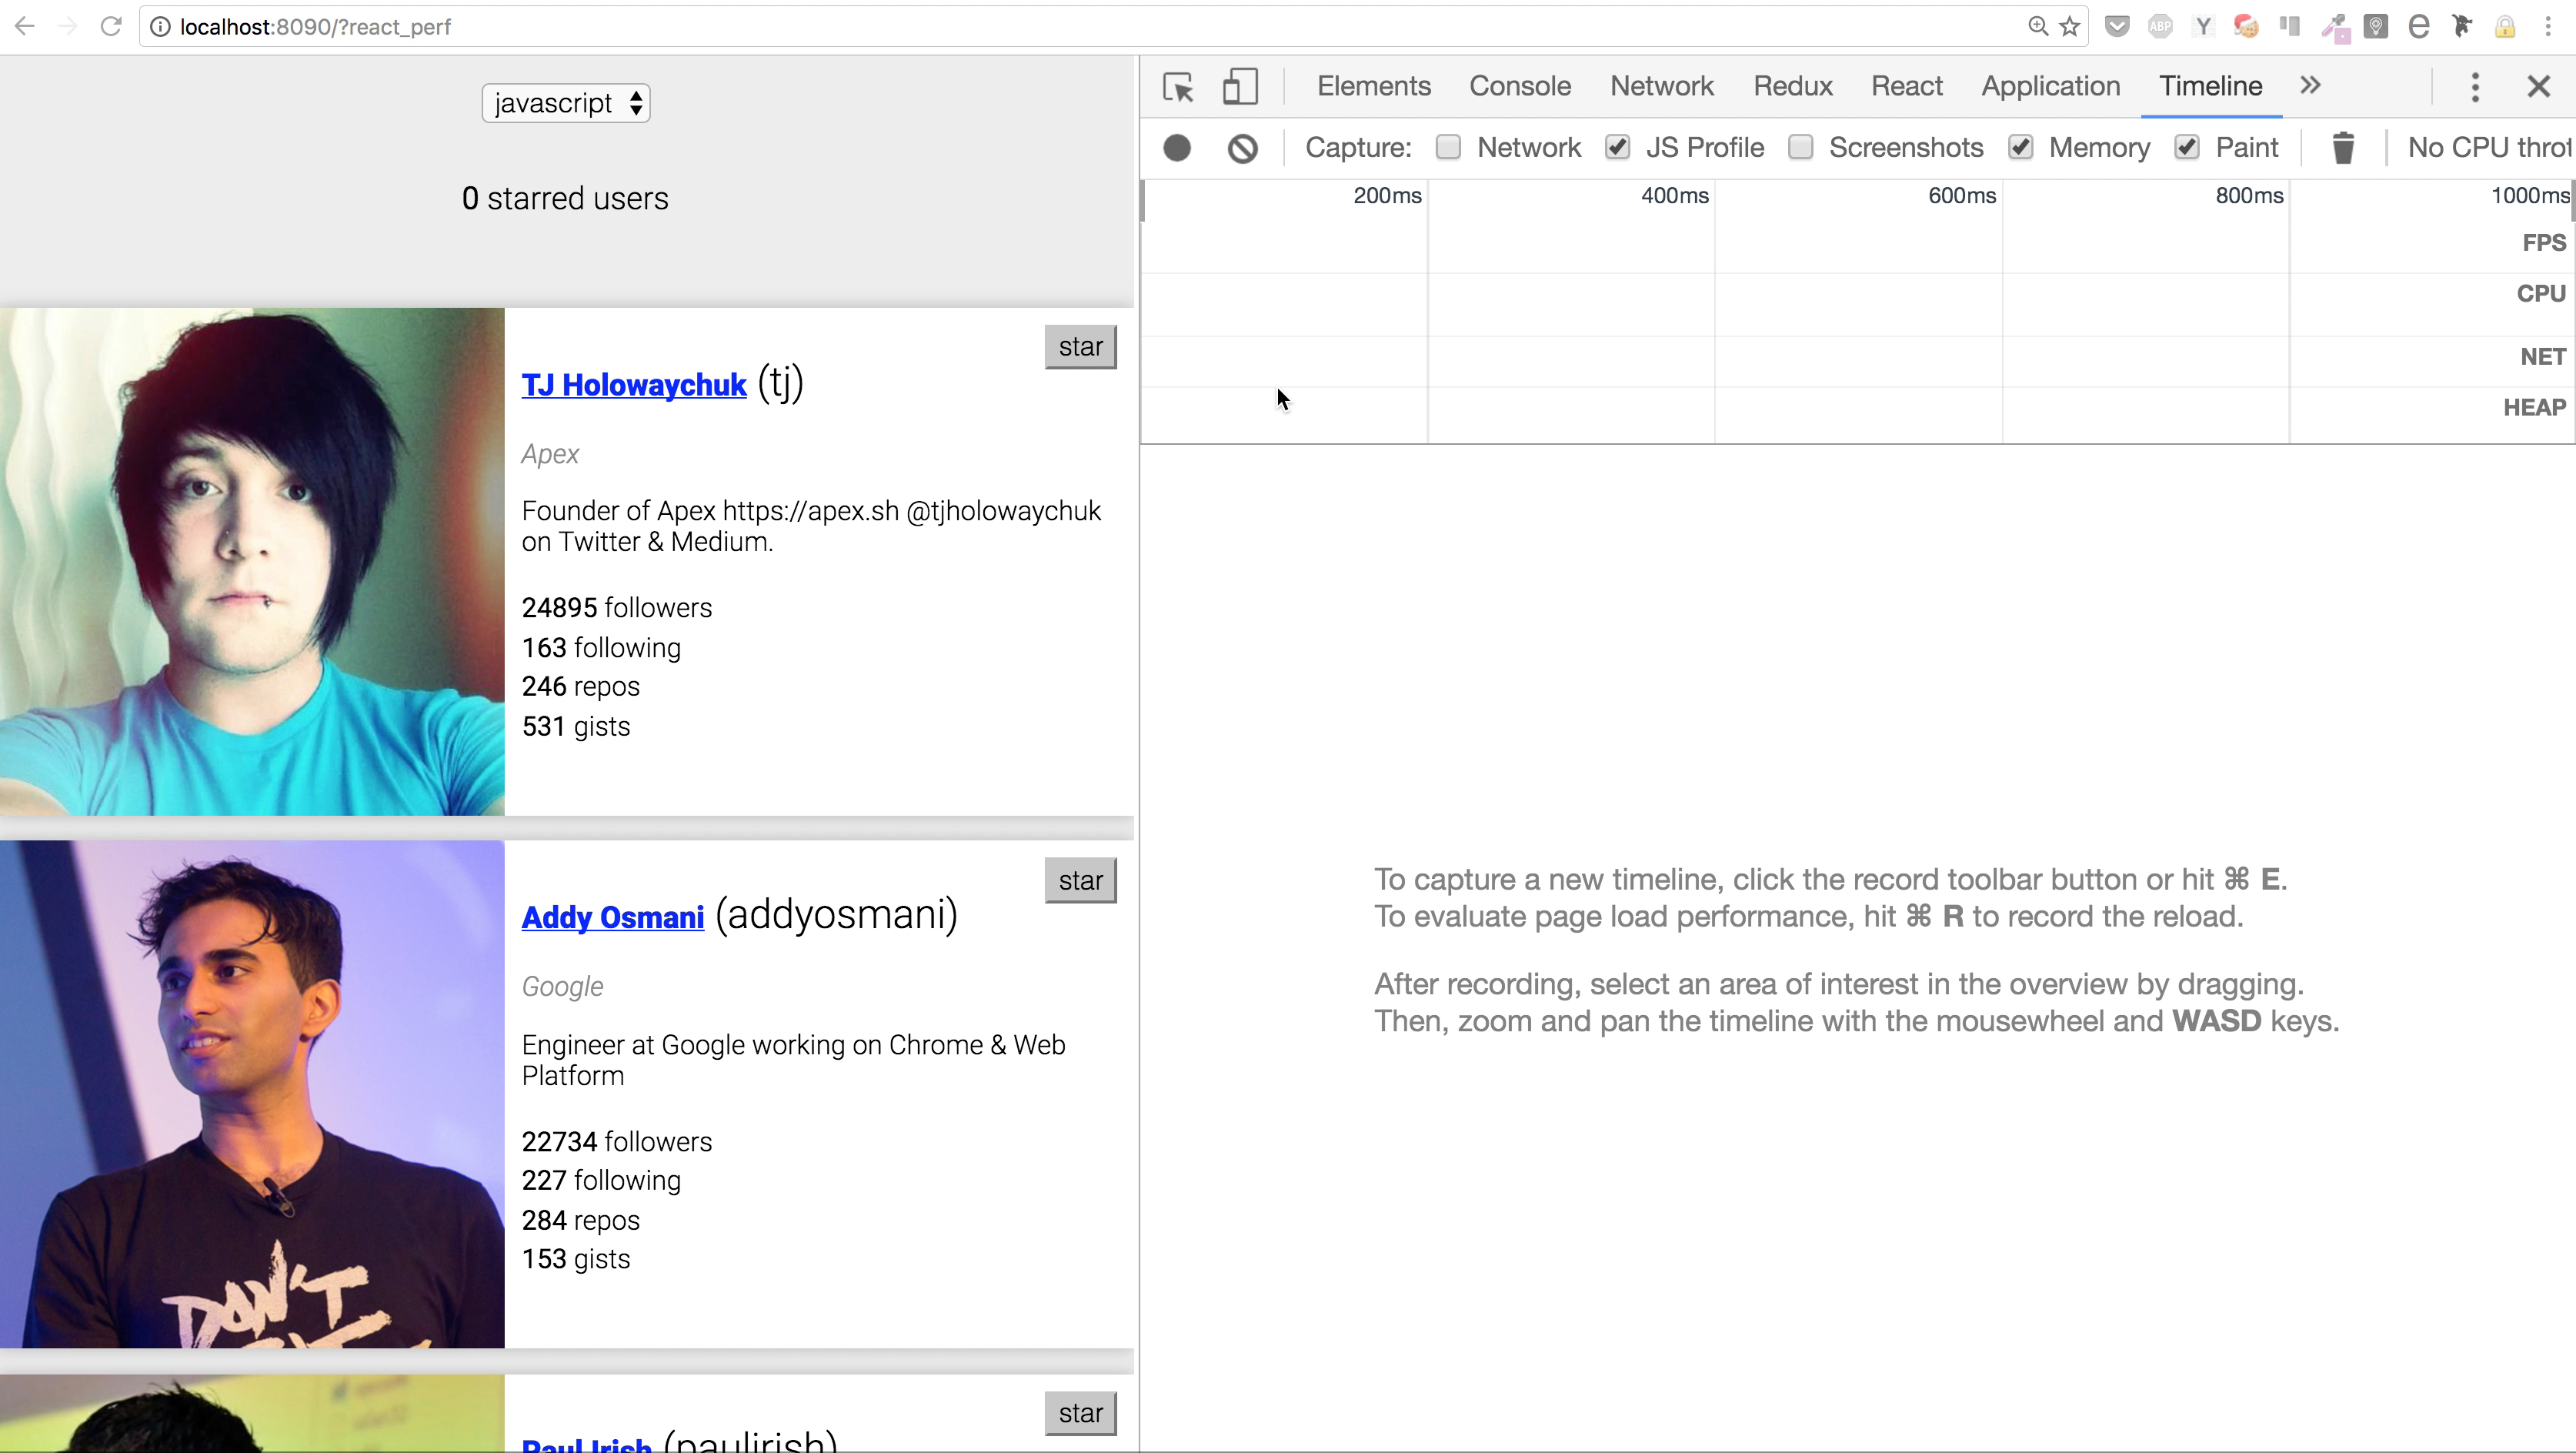 localhost:8090/?react_perf
ABP
Y
javascript
0 starred users
star
TJ Holowaychuk (tj)
Apex
Founder of Apex https://apex.sh @tjholowaychuk
on Twitter & Medium.
24895 followers
163 following
246 repos
531 gists
star
Addy Osmani (addyosmani)
Google
Engineer at Google working on Chrome & Web
Platform
22734 followers
227 following
284 repos
153 gists
DON'T
star
Paul Irish (paulirish)
Elements Console Network Redux React Application Timeline »
Capture: Network JS Profile Screenshots Memory Paint No CPU throt
200ms 400ms 600ms 800ms 1000ms
FPS
CPU
NET
HEAP
To capture a new timeline, click the record toolbar button or hit ⌘ E.
To evaluate page load performance, hit ⌘ R to record the reload.
After recording, select an area of interest in the overview by dragging.
Then, zoom and pan the timeline with the mousewheel and WASD keys.